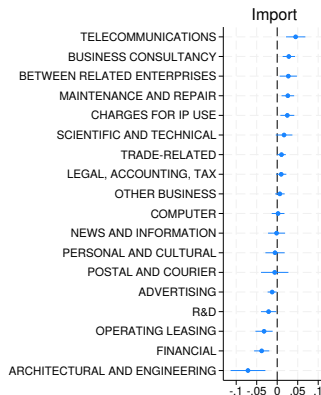 Import
TELECOMMUNICATIONS
BUSINESS CONSULTANCY
BETWEEN RELATED ENTERPRISES
MAINTENANCE AND REPAIR
CHARGES FOR IP USE
SCIENTIFIC AND TECHNICAL
TRADE-RELATED
LEGAL, ACCOUNTING, TAX
OTHER BUSINESS
COMPUTER
NEWS AND INFORMATION
PERSONAL AND CULTURAL
POSTAL AND COURIER
ADVERTISING
R&D
OPERATING LEASING
FINANCIAL
ARCHITECTURAL AND ENGINEERING
-.1 -.05 0 .05 .1